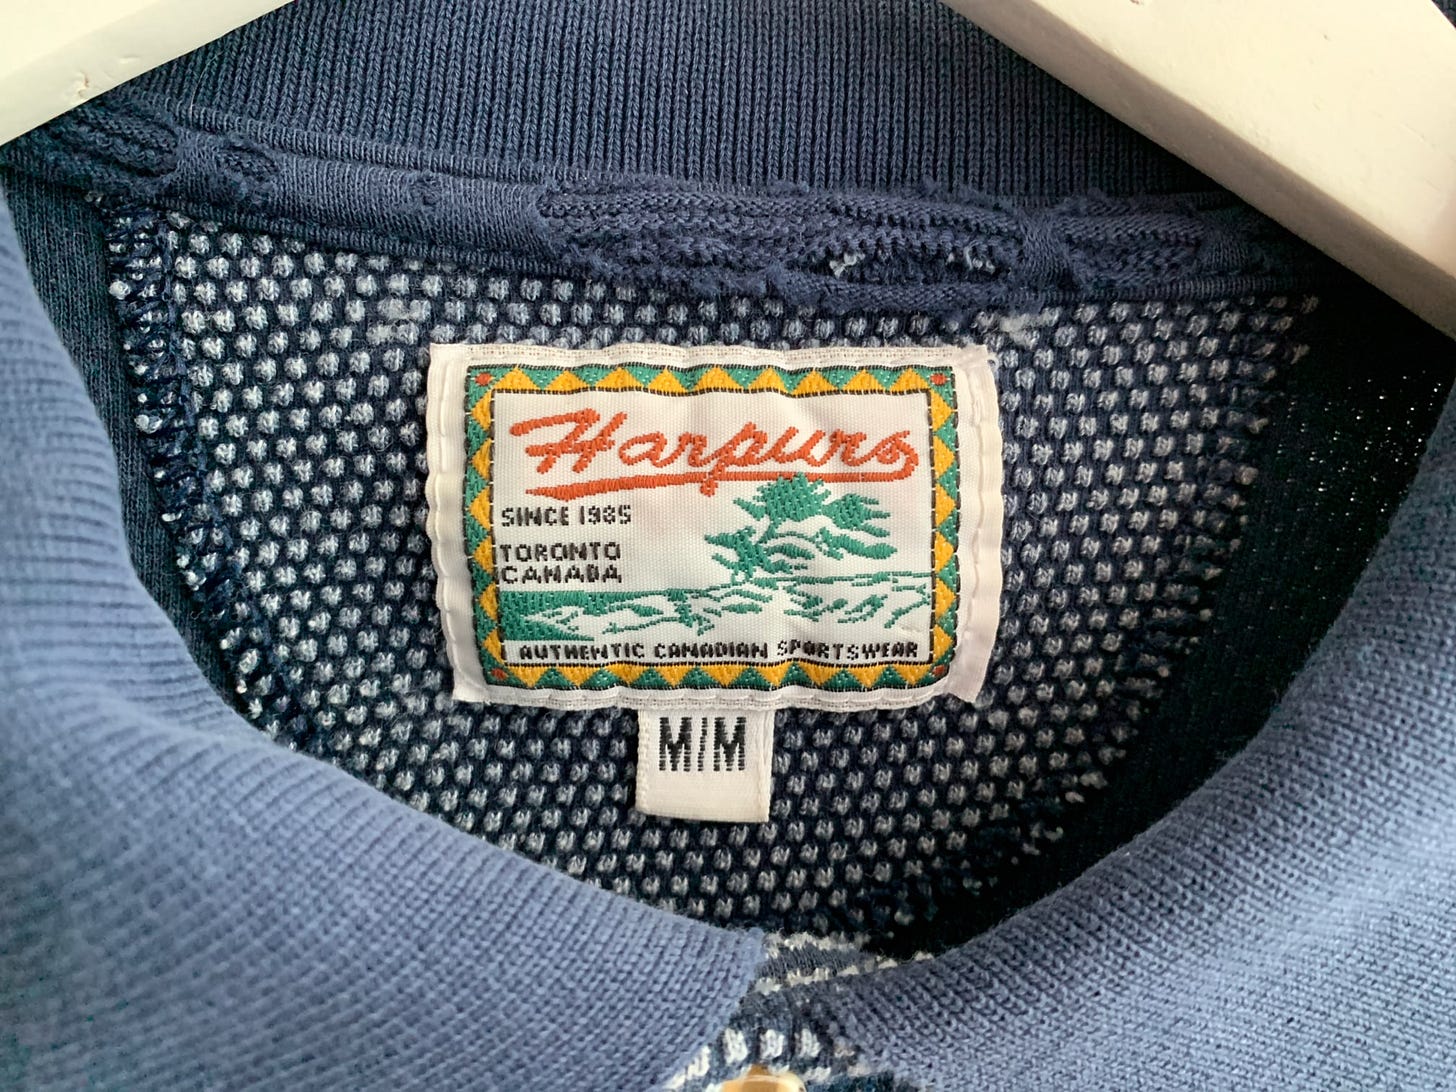 Harpurs
SINCE 1985
TORONTO
CANADA
AUTHENTIC CANADIAN SPORTSWEAR
M/M